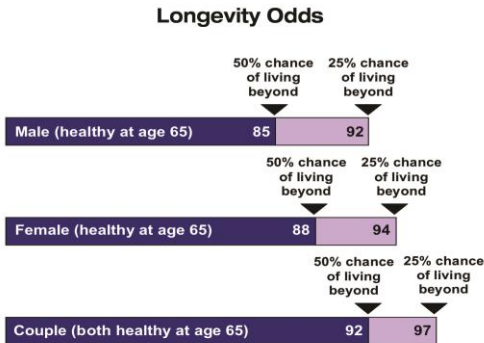 Longevity Odds
50% chance of living beyond
25% chance of living beyond
Male (healthy at age 65) 85 92
50% chance of living beyond
25% chance of living beyond
Female (healthy at age 65) 88 94
50% chance of living beyond
25% chance of living beyond
Couple (both healthy at age 65) 92 97